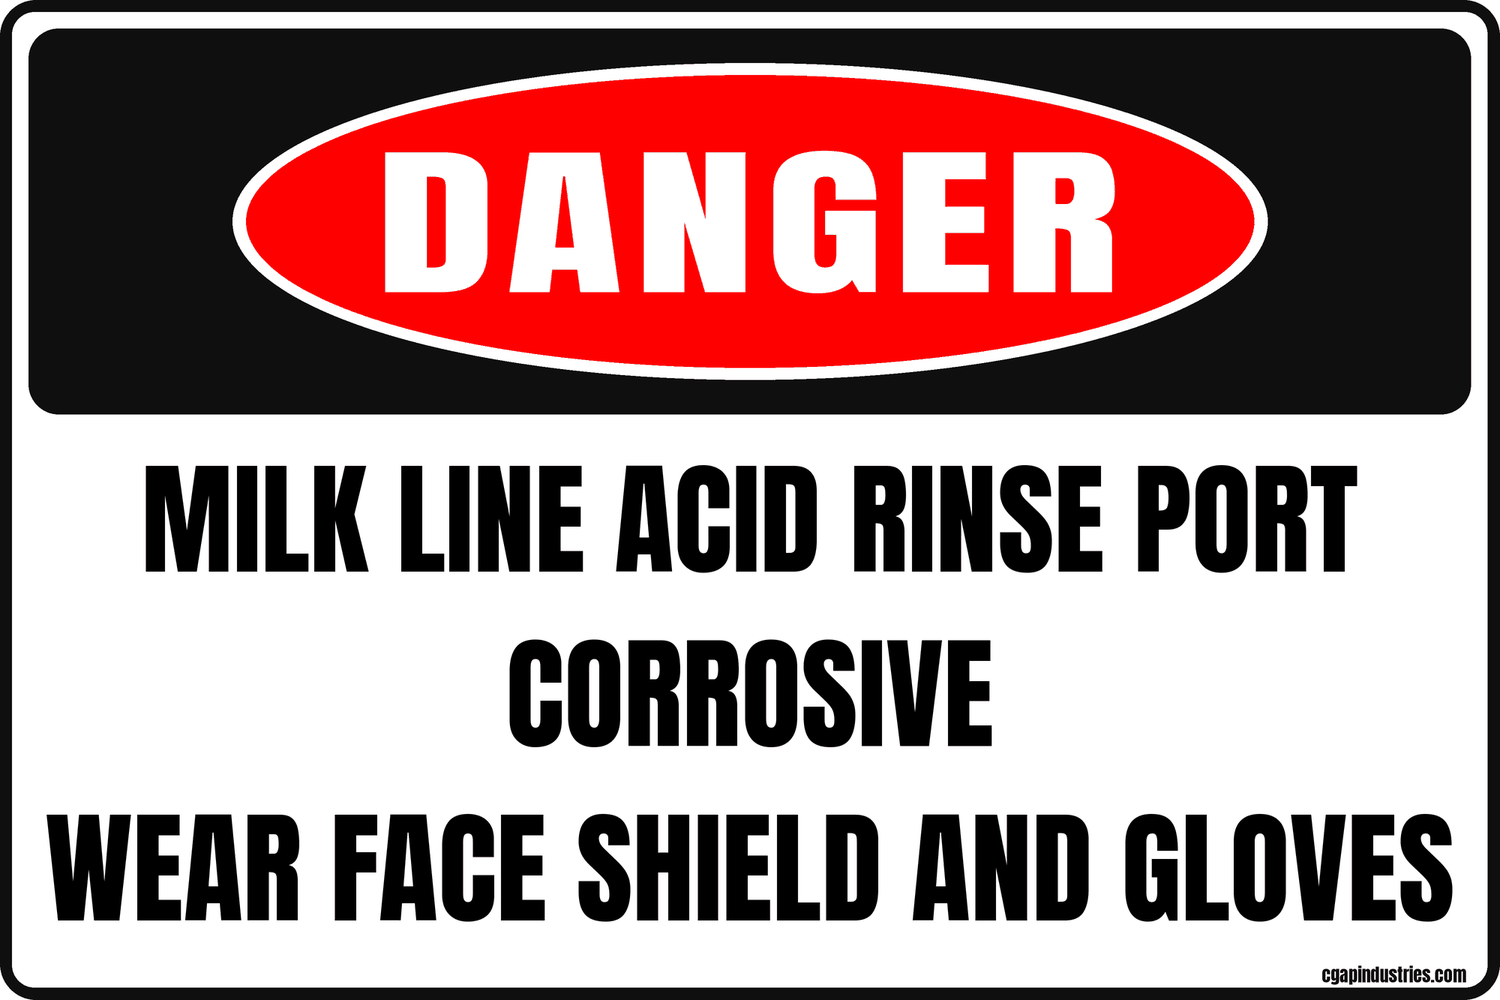 DANGER
MILK LINE ACID RINSE PORT
CORROSIVE
WEAR FACE SHIELD AND GLOVES
cgapindustries.com